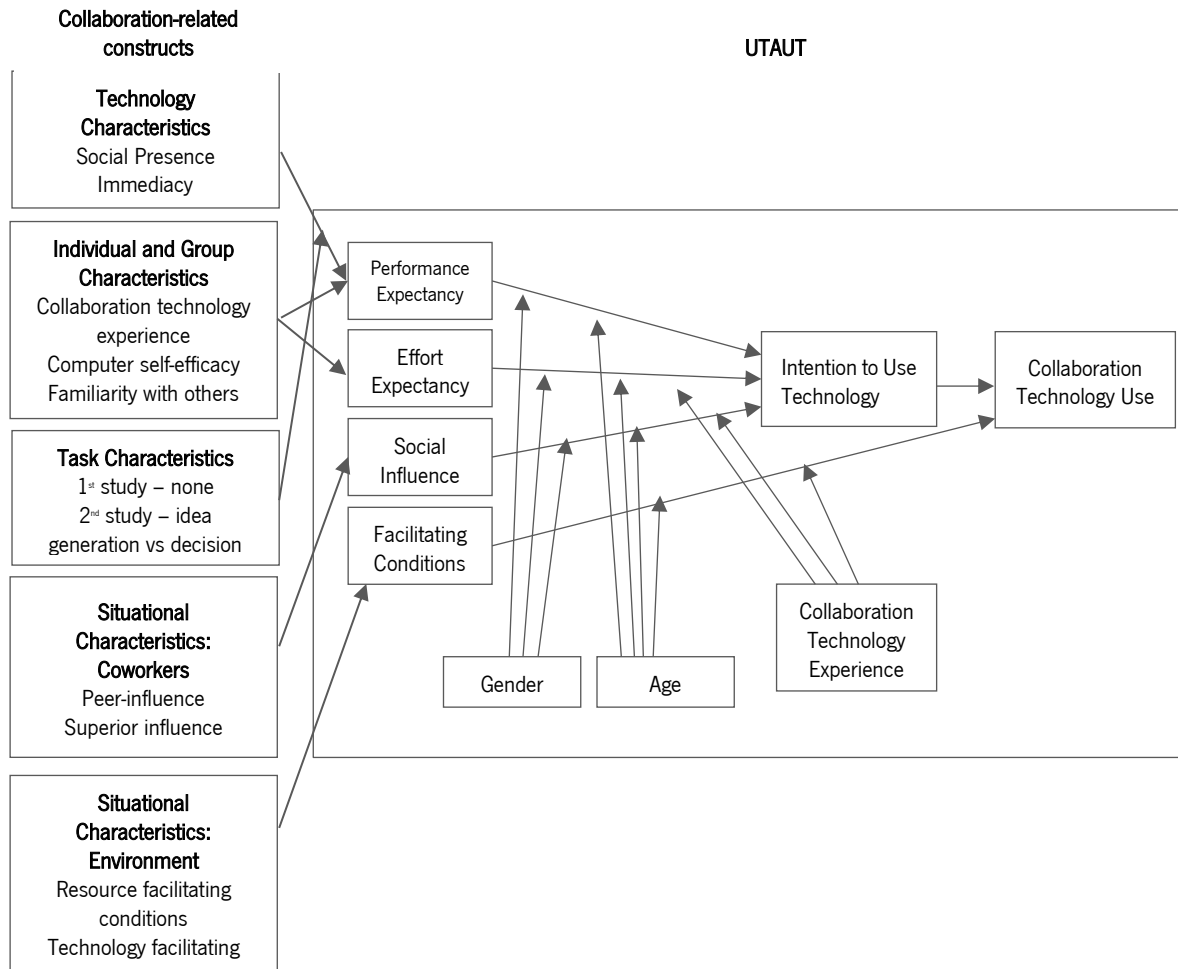 Collaboration-related
constructs
UTAUT
Technology
Characteristics
Social Presence
Immediacy
Individual and Group
Characteristics
Collaboration technology
experience
Computer self-efficacy
Familiarity with others
Task Characteristics
1st study – none
2nd study – idea
generation vs decision
Situational
Characteristics:
Coworkers
Peer-influence
Superior influence
Situational
Characteristics:
Environment
Resource facilitating
conditions
Technology facilitating
Performance
Expectancy
Effort
Expectancy
Social
Influence
Facilitating
Conditions
Gender
Age
Collaboration
Technology
Experience
Intention to Use
Technology
Collaboration
Technology Use